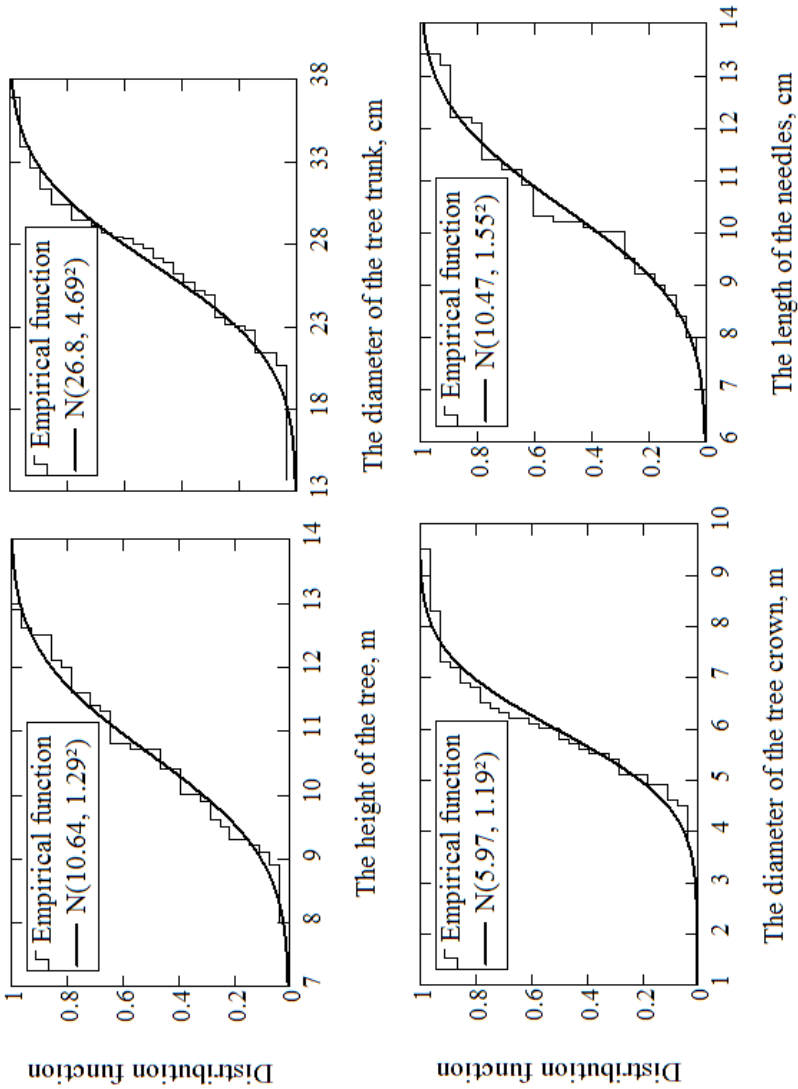 Distribution function
1
0.8
0.6
0.4
0.2
0
Empirical function
N(10.64, 1.29²)
7 8 9 10 11 12 13 14
The height of the tree, m
Empirical function
N(26.8, 4.69²)
13 18 23 28 33 38
The diameter of the tree trunk, cm
Distribution function
1
0.8
0.6
0.4
0.2
0
Empirical function
N(5.97, 1.19²)
1 2 3 4 5 6 7 8 9 10
The diameter of the tree crown, m
1
0.8
0.6
0.4
0.2
0
Empirical function
N(10.47, 1.55²)
6 7 8 9 10 11 12 13 14
The length of the needles, cm